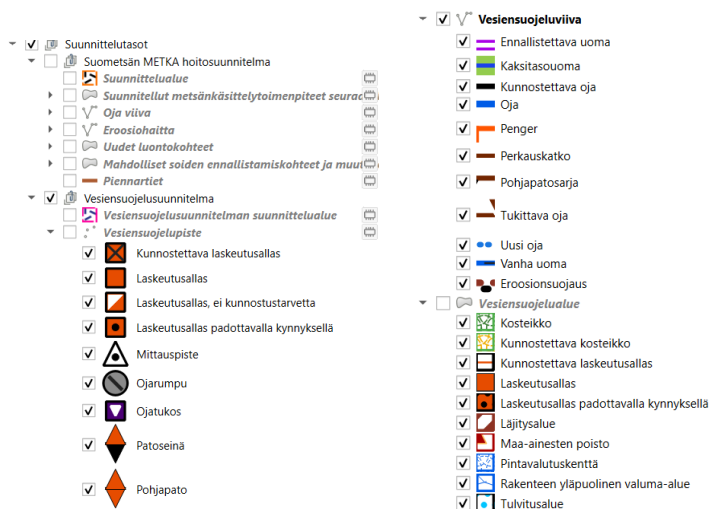 Suunnittelutasot
Suometsän METKA hoitosuunnitelma
Suunnittelualue
Suunnitellut metsänkäsittelytoimenpiteet seuraa
Oja viiva
Eroosiohaitta
Uudet luontokohteet
Mahdolliset soiden ennallistamiskohteet ja muut
Piennartiet
Vesiensuojelusuunnitelma
Vesiensuojelusuunnitelman suunnittelualue
Vesiensuojelupiste
Kunnostettava laskeutusallas
Laskeutusallas
Laskeutusallas, ei kunnostustarvetta
Laskeutusallas padottavalla kynnyksellä
Mittauspiste
Ojarumpu
Ojatukos
Patoseinä
Pohjapato
Vesiensuojeluviiva
Ennallistettava uoma
Kaksitasouoma
Kunnostettava oja
Oja
Penger
Perkauskatko
Pohjapatosarja
Tukittava oja
Uusi oja
Vanha uoma
Eroosionsuojaus
Vesiensuojelualue
Kosteikko
Kunnostettava kosteikko
Kunnostettava laskeutusallas
Laskeutusallas
Laskeutusallas padottavalla kynnyksellä
Läjitysalue
Maa-ainesten poisto
Pintavalutuskenttä
Rakenteen yläpuolinen valuma-alue
Tulvitusalue